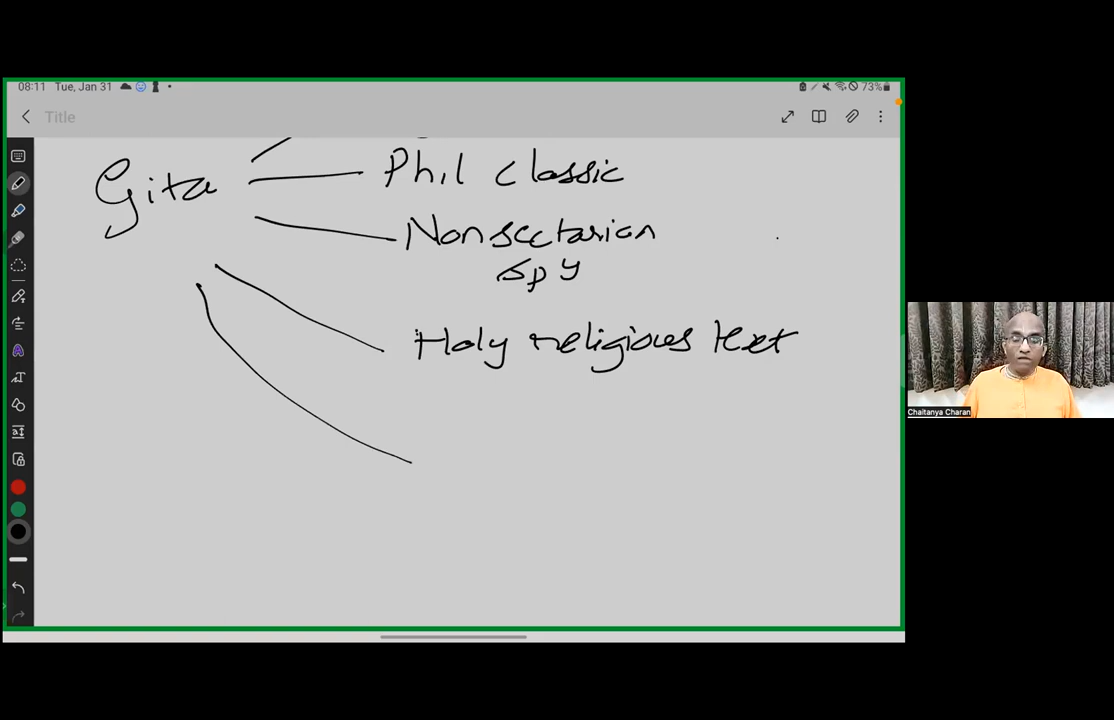 08:11 Tue, Jan 31 73%
Title
Gita
Phil classic
Nonsectarian
spy
Holy religious text
Chaitanya Charan